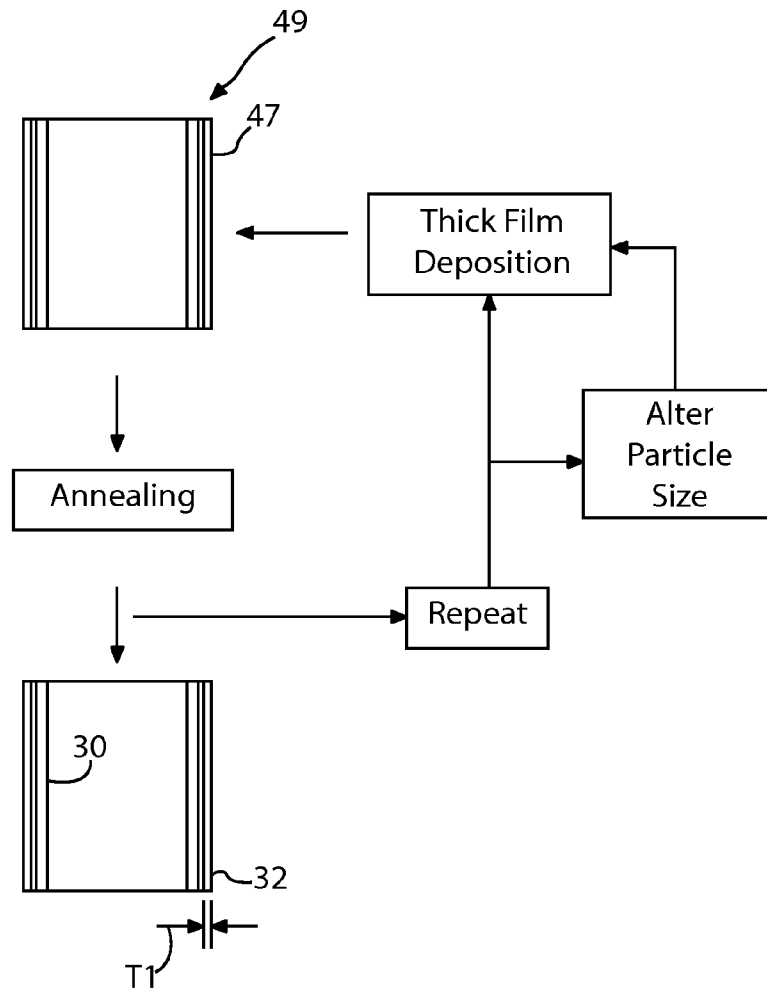 49
47
Thick Film
Deposition
Alter
Particle
Size
Annealing
Repeat
30
32
T1